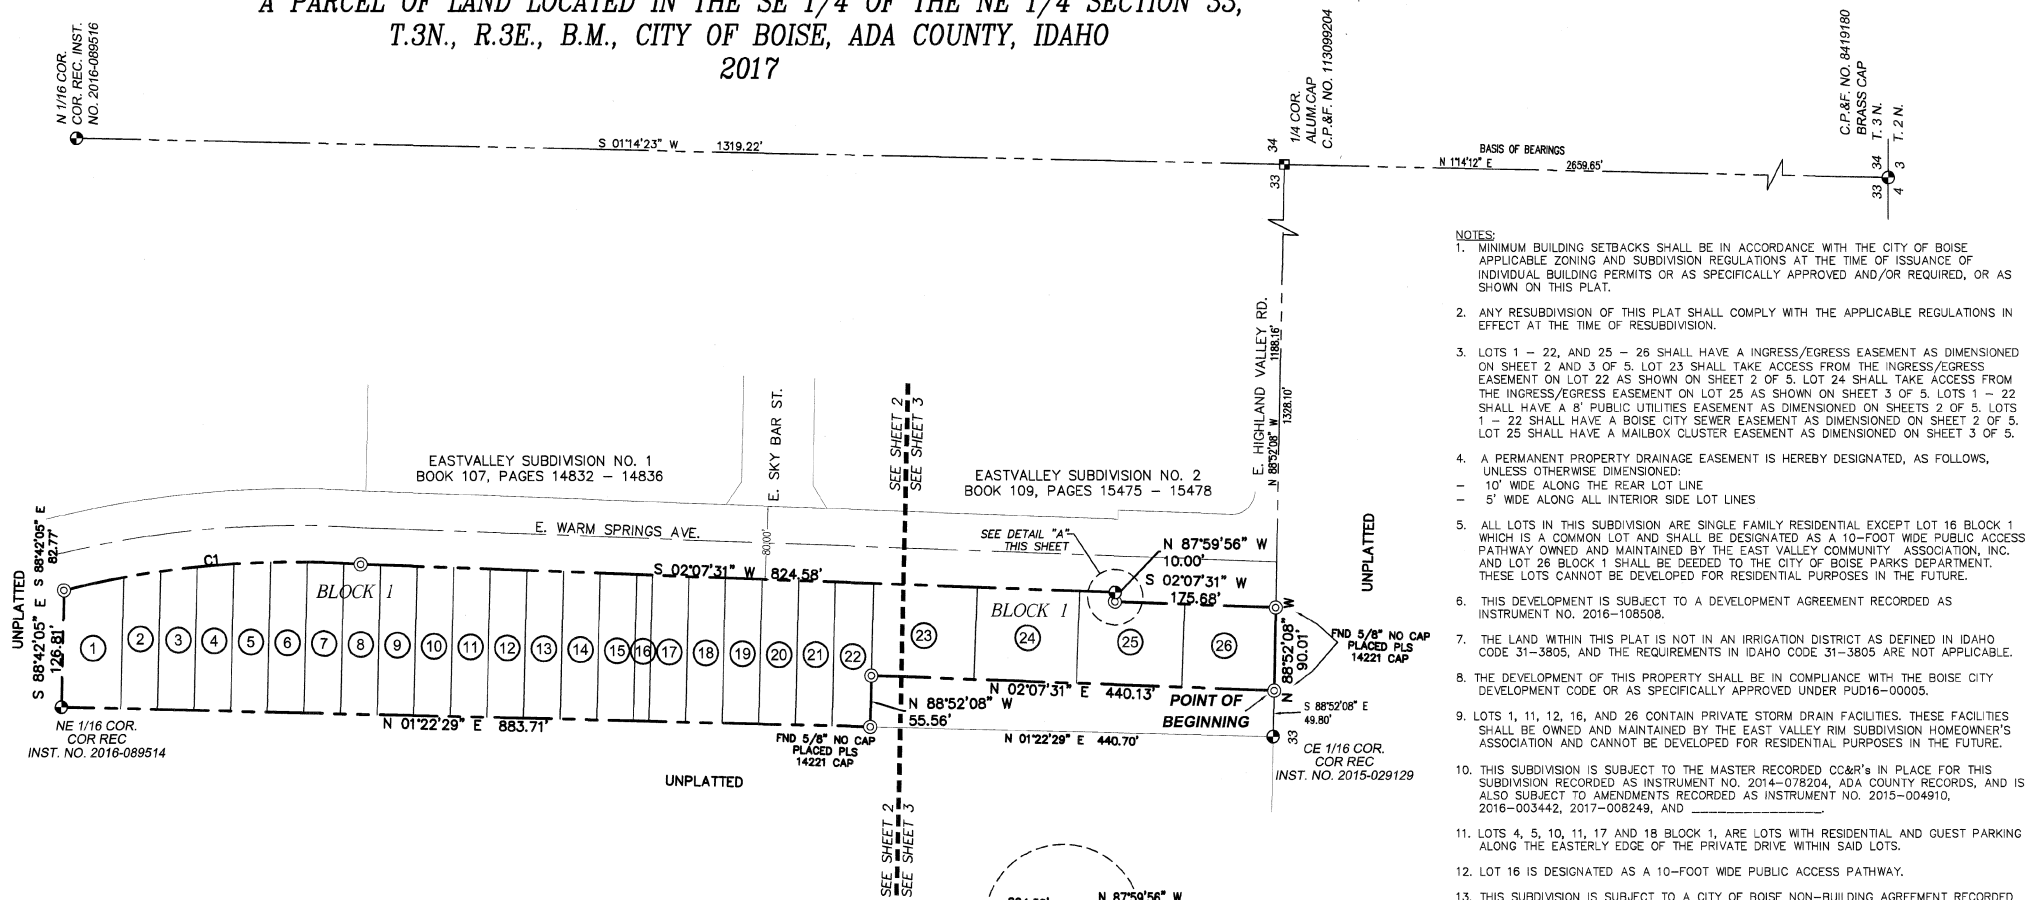 A PARCEL OF LAND LOCATED IN THE SE 1/4 OF THE NE 1/4 SECTION 33,
T.3N., R.3E., B.M., CITY OF BOISE, ADA COUNTY, IDAHO
2017
N 1/16 COR.
COR. REC. INST.
NO. 2016-089516
S 01°14'23" W 1319.22'
34
33
1/4 COR.
ALUM.CAP
C.P.&F. NO. 113099204
BASIS OF BEARINGS
N 1°14'12" E 2659.65'
C.P.&F. NO. 8419180
BRASS CAP
T. 3 N.
T. 2 N.
33 34
4 3
E. HIGHLAND VALLEY RD.
N 88°52'08" W 1328.10'
1188.16'
UNPLATTED
EASTVALLEY SUBDIVISION NO. 1
BOOK 107, PAGES 14832 – 14836
E. SKY BAR ST.
SEE SHEET 2
SEE SHEET 3
EASTVALLEY SUBDIVISION NO. 2
BOOK 109, PAGES 15475 – 15478
E. WARM SPRINGS AVE.
80.00'
SEE DETAIL "A"
THIS SHEET
N 87°59'56" W
10.00'
S 02°07'31" W
175.68'
UNPLATTED
S 88°42'05" E
82.77'
S 88°42'05" E
126.81'
C1
BLOCK 1
S 02°07'31" W 824.58'
BLOCK 1
1 2 3 4 5 6 7 8 9 10 11 12 13 14 15 16 17 18 19 20 21 22 23 24 25 26
N 88°52'08" W
90.01'
FND 5/8" NO CAP
PLACED PLS
14221 CAP
N 02°07'31" E 440.13'
POINT OF
BEGINNING
N 88°52'08" W
55.56'
S 88°52'08" E
49.80'
33
NE 1/16 COR.
COR REC
INST. NO. 2016-089514
N 01°22'29" E 883.71'
FND 5/8" NO CAP
PLACED PLS
14221 CAP
N 01°22'29" E 440.70'
CE 1/16 COR.
COR REC
INST. NO. 2015-029129
UNPLATTED
SEE SHEET 2
SEE SHEET 3
N 87°59'56" W
NOTES:
1. MINIMUM BUILDING SETBACKS SHALL BE IN ACCORDANCE WITH THE CITY OF BOISE
APPLICABLE ZONING AND SUBDIVISION REGULATIONS AT THE TIME OF ISSUANCE OF
INDIVIDUAL BUILDING PERMITS OR AS SPECIFICALLY APPROVED AND/OR REQUIRED, OR AS
SHOWN ON THIS PLAT.
2. ANY RESUBDIVISION OF THIS PLAT SHALL COMPLY WITH THE APPLICABLE REGULATIONS IN
EFFECT AT THE TIME OF RESUBDIVISION.
3. LOTS 1 – 22, AND 25 – 26 SHALL HAVE A INGRESS/EGRESS EASEMENT AS DIMENSIONED
ON SHEET 2 AND 3 OF 5. LOT 23 SHALL TAKE ACCESS FROM THE INGRESS/EGRESS
EASEMENT ON LOT 22 AS SHOWN ON SHEET 2 OF 5. LOT 24 SHALL TAKE ACCESS FROM
THE INGRESS/EGRESS EASEMENT ON LOT 25 AS SHOWN ON SHEET 3 OF 5. LOTS 1 – 22
SHALL HAVE A 8' PUBLIC UTILITIES EASEMENT AS DIMENSIONED ON SHEETS 2 OF 5. LOTS
1 – 22 SHALL HAVE A BOISE CITY SEWER EASEMENT AS DIMENSIONED ON SHEET 2 OF 5.
LOT 25 SHALL HAVE A MAILBOX CLUSTER EASEMENT AS DIMENSIONED ON SHEET 3 OF 5.
4. A PERMANENT PROPERTY DRAINAGE EASEMENT IS HEREBY DESIGNATED, AS FOLLOWS,
UNLESS OTHERWISE DIMENSIONED:
– 10' WIDE ALONG THE REAR LOT LINE
– 5' WIDE ALONG ALL INTERIOR SIDE LOT LINES
5. ALL LOTS IN THIS SUBDIVISION ARE SINGLE FAMILY RESIDENTIAL EXCEPT LOT 16 BLOCK 1
WHICH IS A COMMON LOT AND SHALL BE DESIGNATED AS A 10-FOOT WIDE PUBLIC ACCESS
PATHWAY OWNED AND MAINTAINED BY THE EAST VALLEY COMMUNITY ASSOCIATION, INC.
AND LOT 26 BLOCK 1 SHALL BE DEEDED TO THE CITY OF BOISE PARKS DEPARTMENT.
THESE LOTS CANNOT BE DEVELOPED FOR RESIDENTIAL PURPOSES IN THE FUTURE.
6. THIS DEVELOPMENT IS SUBJECT TO A DEVELOPMENT AGREEMENT RECORDED AS
INSTRUMENT NO. 2016-108508.
7. THE LAND WITHIN THIS PLAT IS NOT IN AN IRRIGATION DISTRICT AS DEFINED IN IDAHO
CODE 31-3805, AND THE REQUIREMENTS IN IDAHO CODE 31-3805 ARE NOT APPLICABLE.
8. THE DEVELOPMENT OF THIS PROPERTY SHALL BE IN COMPLIANCE WITH THE BOISE CITY
DEVELOPMENT CODE OR AS SPECIFICALLY APPROVED UNDER PUD16-00005.
9. LOTS 1, 11, 12, 16, AND 26 CONTAIN PRIVATE STORM DRAIN FACILITIES. THESE FACILITIES
SHALL BE OWNED AND MAINTAINED BY THE EAST VALLEY RIM SUBDIVISION HOMEOWNER'S
ASSOCIATION AND CANNOT BE DEVELOPED FOR RESIDENTIAL PURPOSES IN THE FUTURE.
10. THIS SUBDIVISION IS SUBJECT TO THE MASTER RECORDED CC&R's IN PLACE FOR THIS
SUBDIVISION RECORDED AS INSTRUMENT NO. 2014-078204, ADA COUNTY RECORDS, AND IS
ALSO SUBJECT TO AMENDMENTS RECORDED AS INSTRUMENT NO. 2015-004910,
2016-003442, 2017-008249, AND _______________.
11. LOTS 4, 5, 10, 11, 17 AND 18 BLOCK 1, ARE LOTS WITH RESIDENTIAL AND GUEST PARKING
ALONG THE EASTERLY EDGE OF THE PRIVATE DRIVE WITHIN SAID LOTS.
12. LOT 16 IS DESIGNATED AS A 10-FOOT WIDE PUBLIC ACCESS PATHWAY.
13. THIS SUBDIVISION IS SUBJECT TO A CITY OF BOISE NON-BUILDING AGREEMENT RECORDED